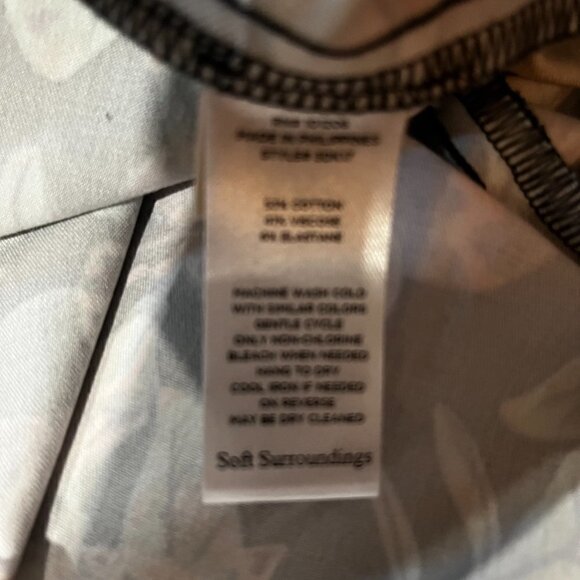 MADE IN PHILIPPINES
COTTON
VISCOSE
ELASTANE
MACHINE WASH COLD
WITH SIMILAR COLORS
GENTLE CYCLE
ONLY NON-CHLORINE
BLEACH WHEN NEEDED
HANG TO DRY
COOL IRON IF NEEDED
ON REVERSE
MAY BE DRY CLEANED
Soft Surroundings